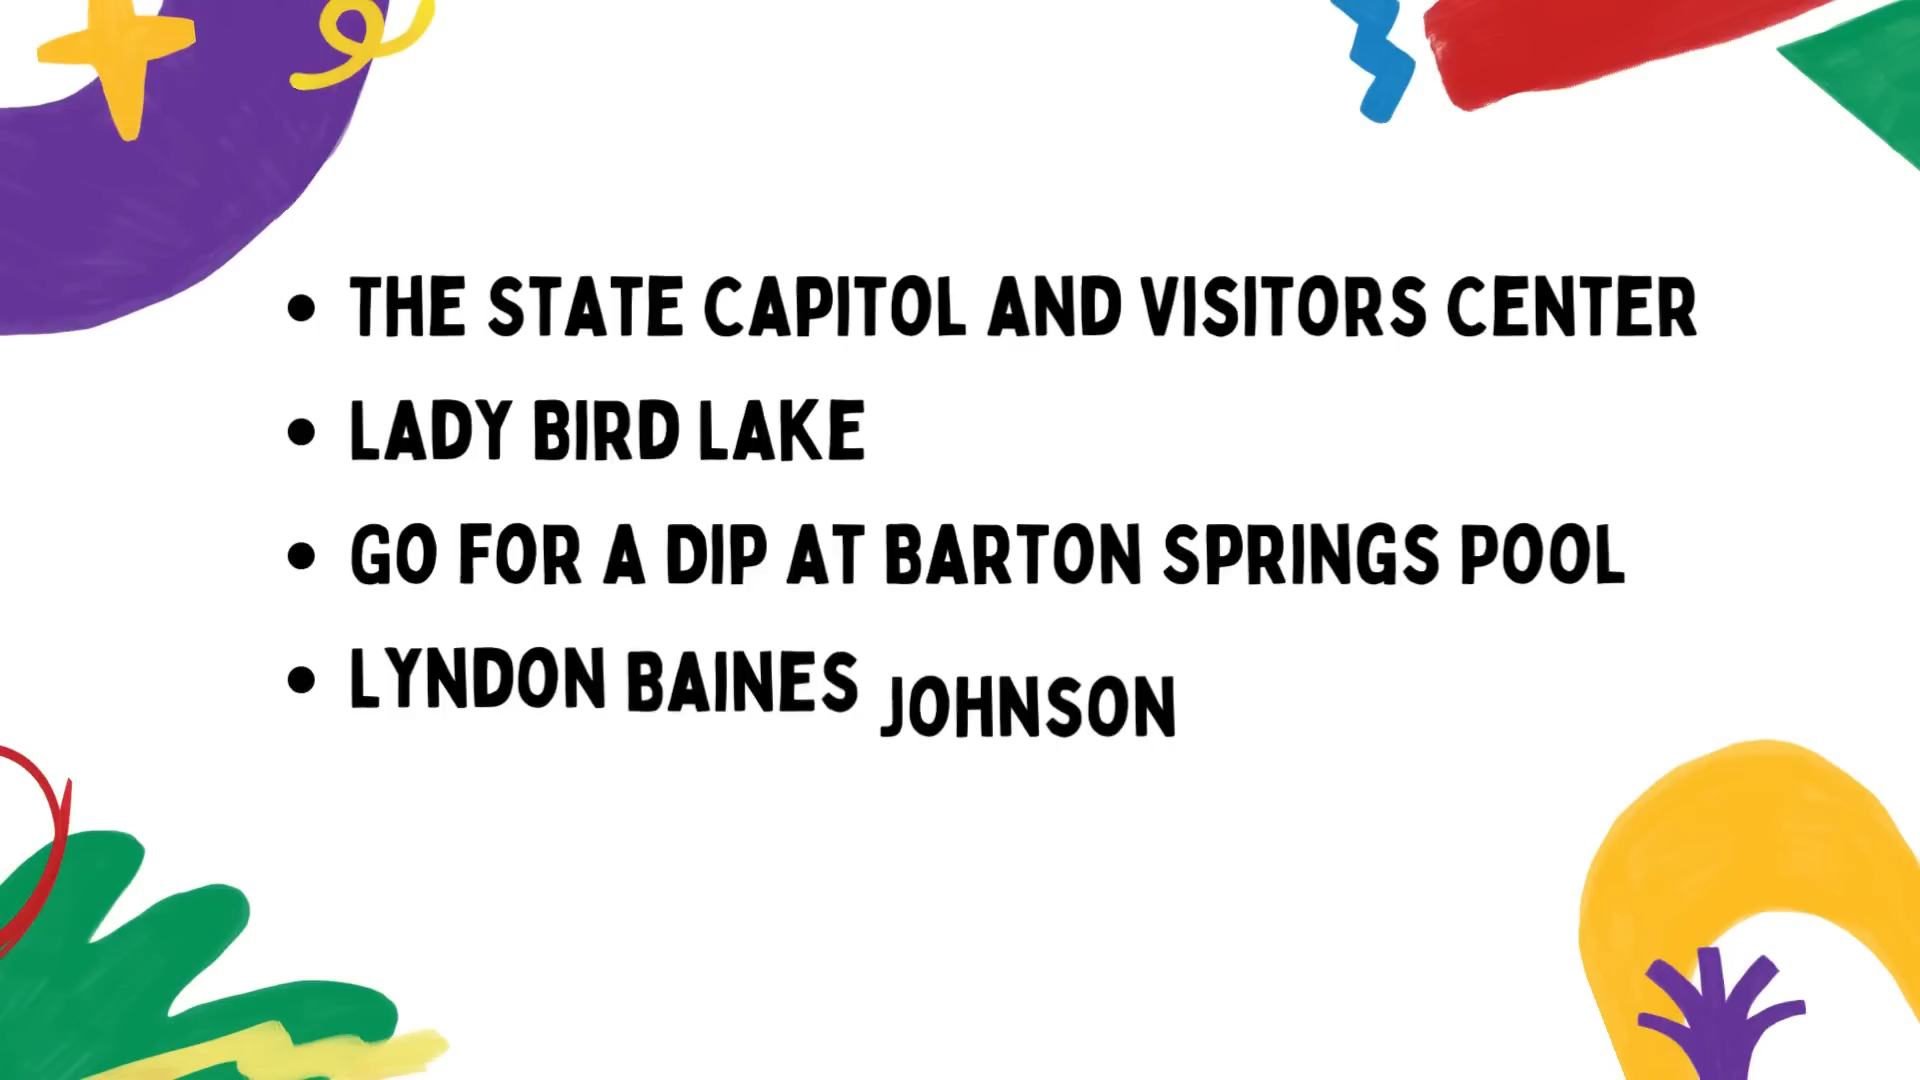 • THE STATE CAPITOL AND VISITORS CENTER
• LADY BIRD LAKE
• GO FOR A DIP AT BARTON SPRINGS POOL
• LYNDON BAINES JOHNSON